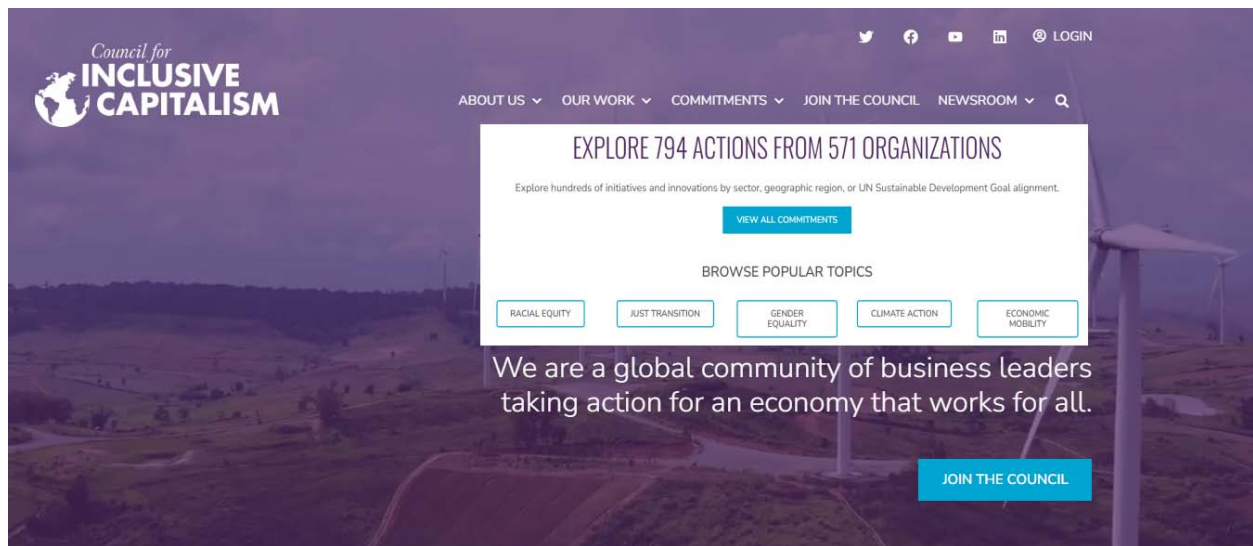 Council for
INCLUSIVE
CAPITALISM
LOGIN
ABOUT US OUR WORK COMMITMENTS JOIN THE COUNCIL NEWSROOM
EXPLORE 794 ACTIONS FROM 571 ORGANIZATIONS
Explore hundreds of initiatives and innovations by sector, geographic region, or UN Sustainable Development Goal alignment.
VIEW ALL COMMITMENTS
BROWSE POPULAR TOPICS
RACIAL EQUITY
JUST TRANSITION
GENDER
EQUALITY
CLIMATE ACTION
ECONOMIC
MOBILITY
We are a global community of business leaders
taking action for an economy that works for all.
JOIN THE COUNCIL